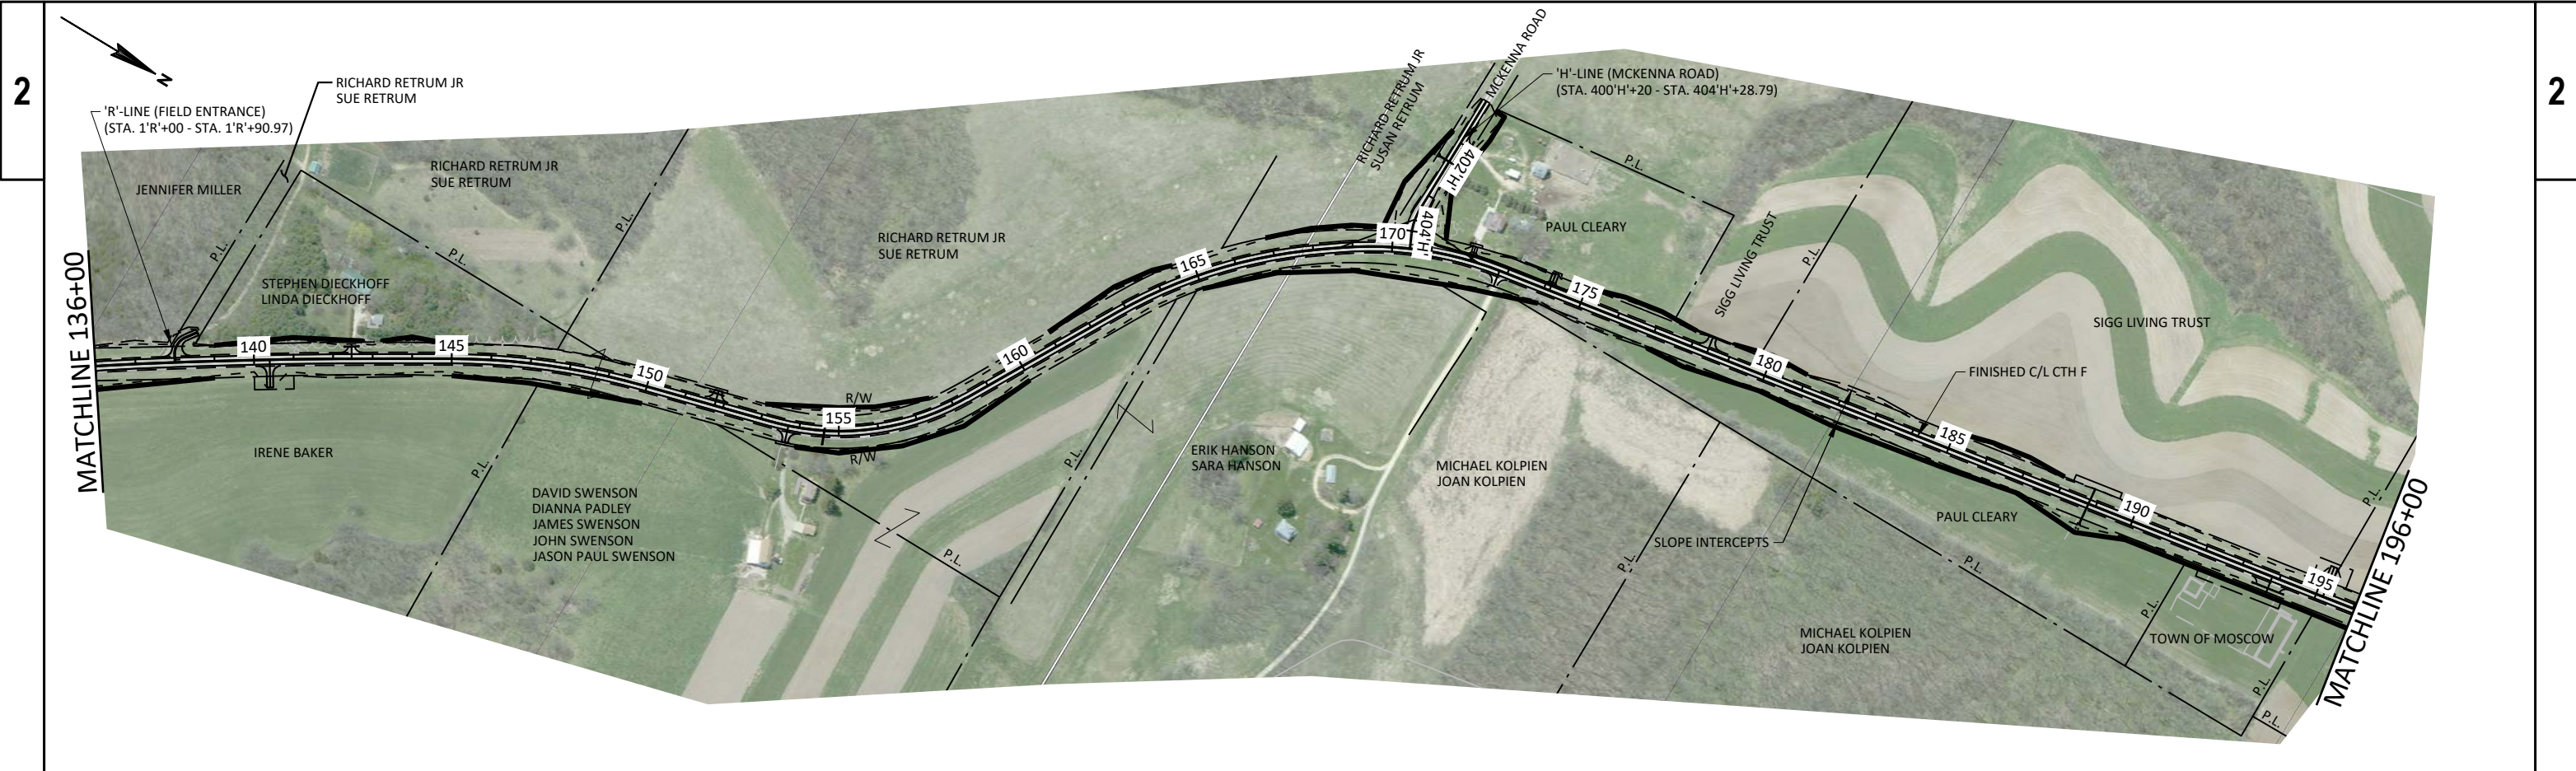 2
2
N
MCKENNA ROAD
RICHARD RETRUM JR
SUE RETRUM
'R'-LINE (FIELD ENTRANCE)
(STA. 1'R'+00 - STA. 1'R'+90.97)
'H'-LINE (MCKENNA ROAD)
(STA. 400'H'+20 - STA. 404'H'+28.79)
RICHARD RETRUM JR
SUSAN RETRUM
402'H'
404'H'
JENNIFER MILLER
RICHARD RETRUM JR
SUE RETRUM
P.L.
P.L.
P.L.
P.L.
STEPHEN DIECKHOFF
LINDA DIECKHOFF
RICHARD RETRUM JR
SUE RETRUM
PAUL CLEARY
SIGG LIVING TRUST
P.L.
SIGG LIVING TRUST
MATCHLINE 136+00
140
145
150
155
160
165
170
175
180
185
190
195
R/W
R/W
FINISHED C/L CTH F
SLOPE INTERCEPTS
IRENE BAKER
P.L.
DAVID SWENSON
DIANNA PADLEY
JAMES SWENSON
JOHN SWENSON
JASON PAUL SWENSON
P.L.
P.L.
ERIK HANSON
SARA HANSON
MICHAEL KOLPIEN
JOAN KOLPIEN
P.L.
MICHAEL KOLPIEN
JOAN KOLPIEN
PAUL CLEARY
P.L.
P.L.
TOWN OF MOSCOW
P.L.
P.L.
P.L.
MATCHLINE 196+00